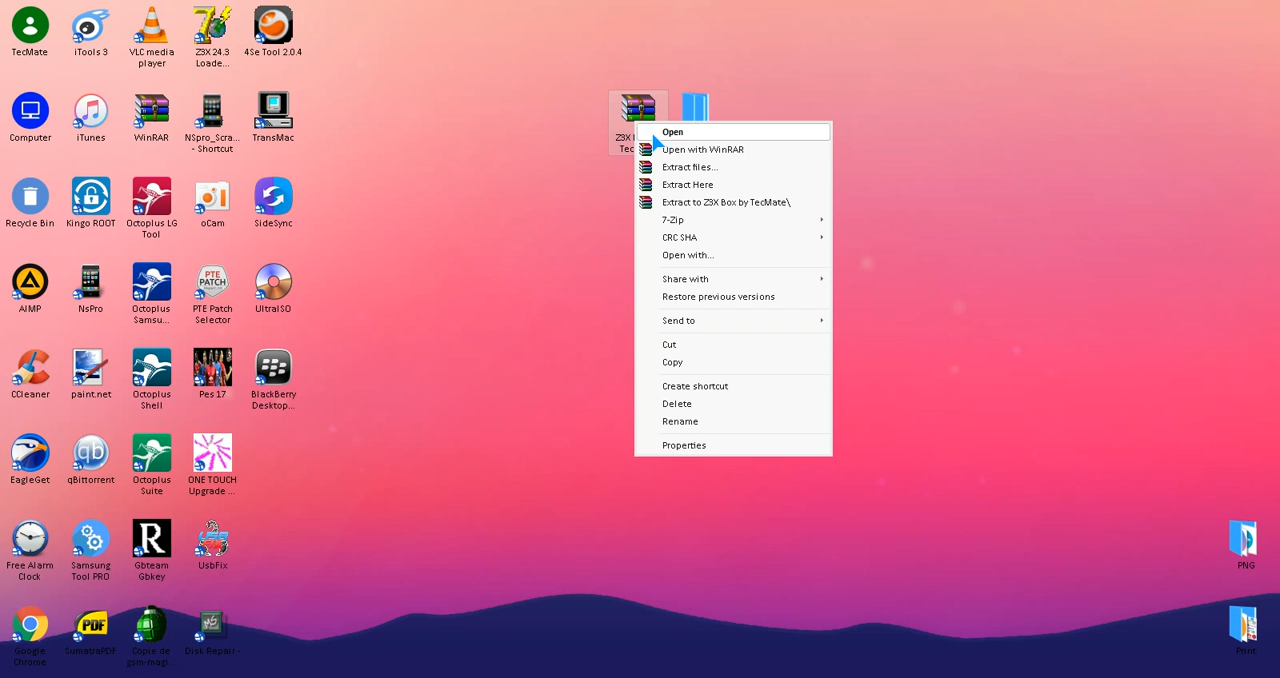 TecMate
iTools 3
VLC media
player
Z3X 24.3
Loade...
4Se Tool 2.0.4
Computer
iTunes
WinRAR
NSpro_Scra...
- Shortcut
TransMac
Recycle Bin
Kingo ROOT
Octoplus LG
Tool
oCam
SideSync
AIMP
NsPro
Octoplus
Samsu...
PTE
PATCH
PTE Patch
Selector
UltraISO
CCleaner
paint.net
Octoplus
Shell
Pes 17
BlackBerry
Desktop...
EagleGet
qb
qBittorrent
Octoplus
Suite
ONE TOUCH
Upgrade ...
Free Alarm
Clock
Samsung
Tool PRO
R
Gbteam
Gbkey
UsbFix
Google
Chrome
PDF
SumatraPDF
Copie de
gsm-magi...
Disk Repair -
Z3X
Tec
Open
Open with WinRAR
Extract files...
Extract Here
Extract to Z3X Box by TecMate\
7-Zip
CRC SHA
Open with...
Share with
Restore previous versions
Send to
Cut
Copy
Create shortcut
Delete
Rename
Properties
PNG
Print